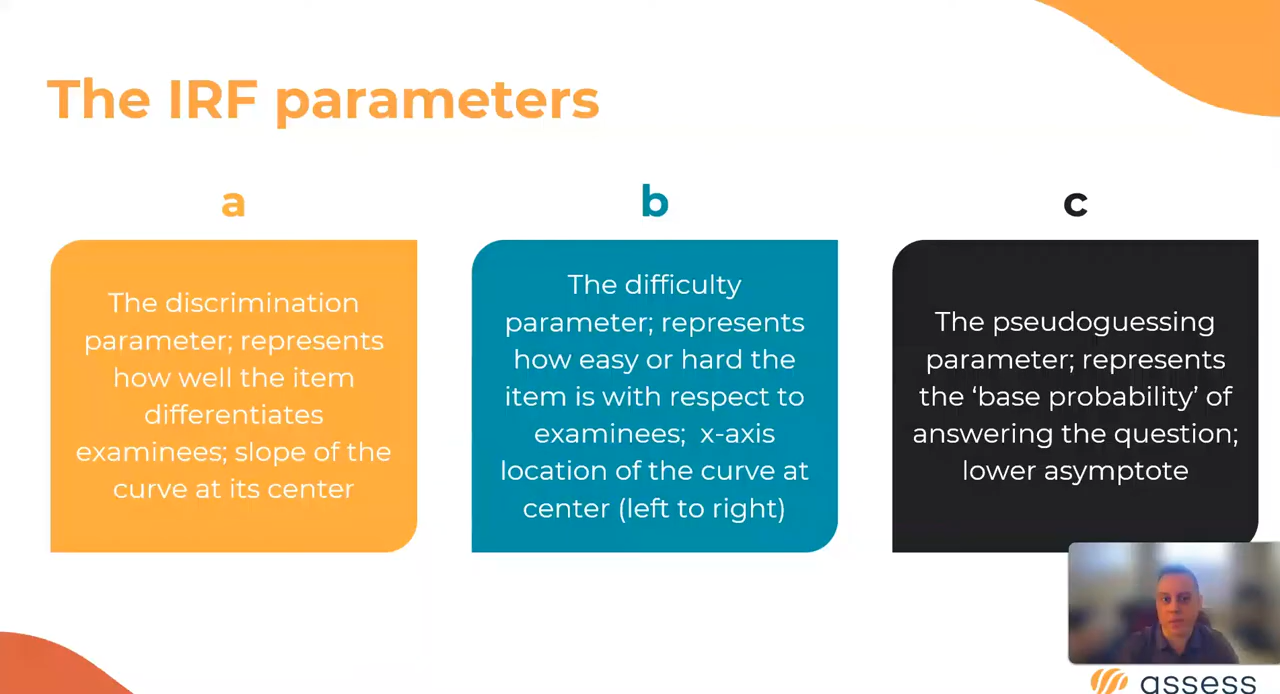 The IRF parameters
a
The discrimination
parameter; represents
how well the item
differentiates
examinees; slope of the
curve at its center
b
The difficulty
parameter; represents
how easy or hard the
item is with respect to
examinees;  x-axis
location of the curve at
center (left to right)
c
The pseudoguessing
parameter; represents
the ‘base probability’ of
answering the question;
lower asymptote
assess